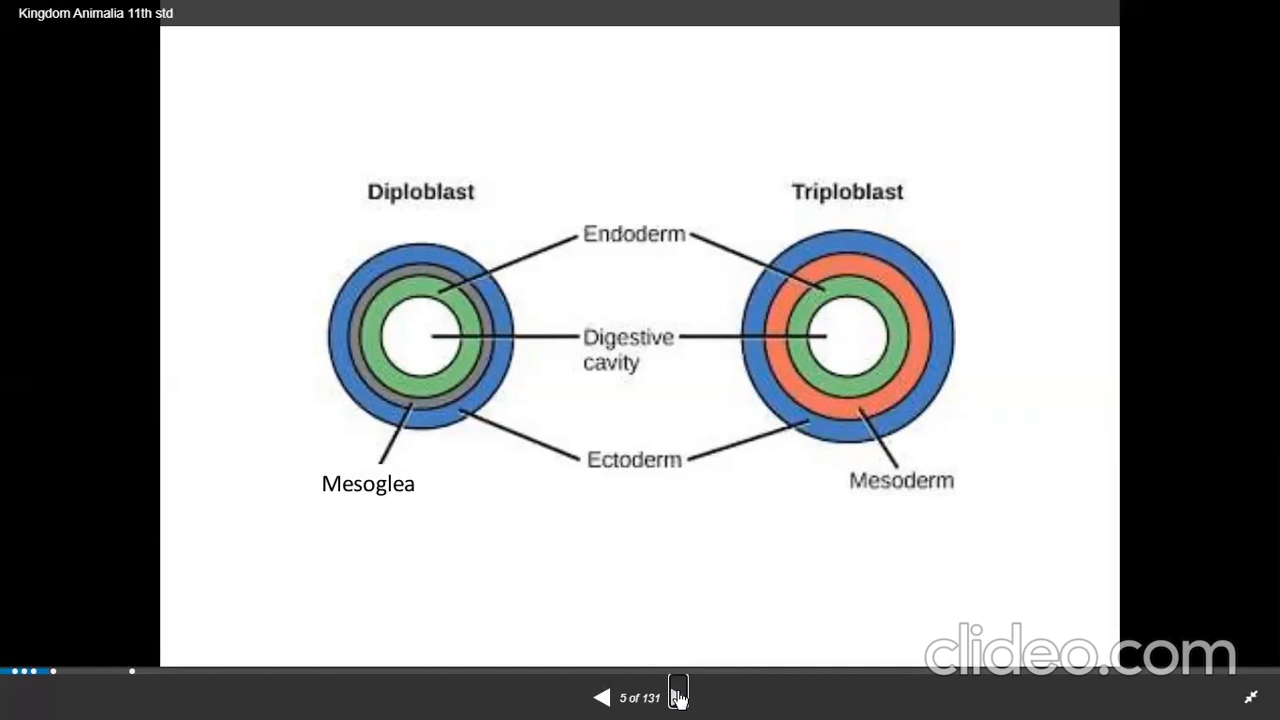 Kingdom Animalia 11th std
Diploblast
Triploblast
Endoderm
Digestive
cavity
Ectoderm
Mesoglea
Mesoderm
clideo.com
5 of 131